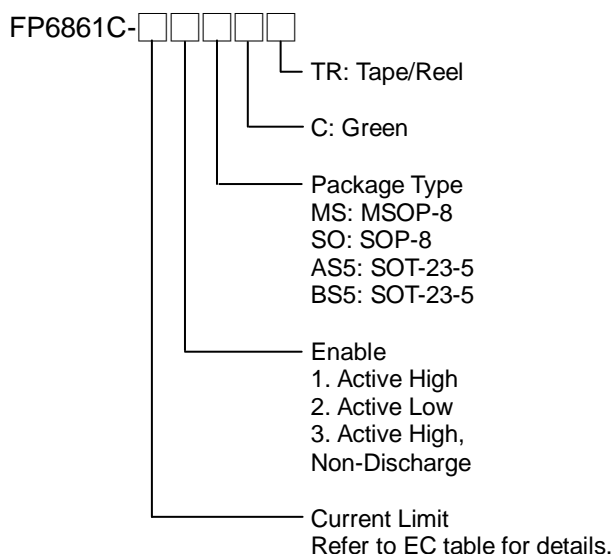 FP6861C-
TR: Tape/Reel
C: Green
Package Type
MS: MSOP-8
SO: SOP-8
AS5: SOT-23-5
BS5: SOT-23-5
Enable
1. Active High
2. Active Low
3. Active High,
Non-Discharge
Current Limit
Refer to EC table for details.